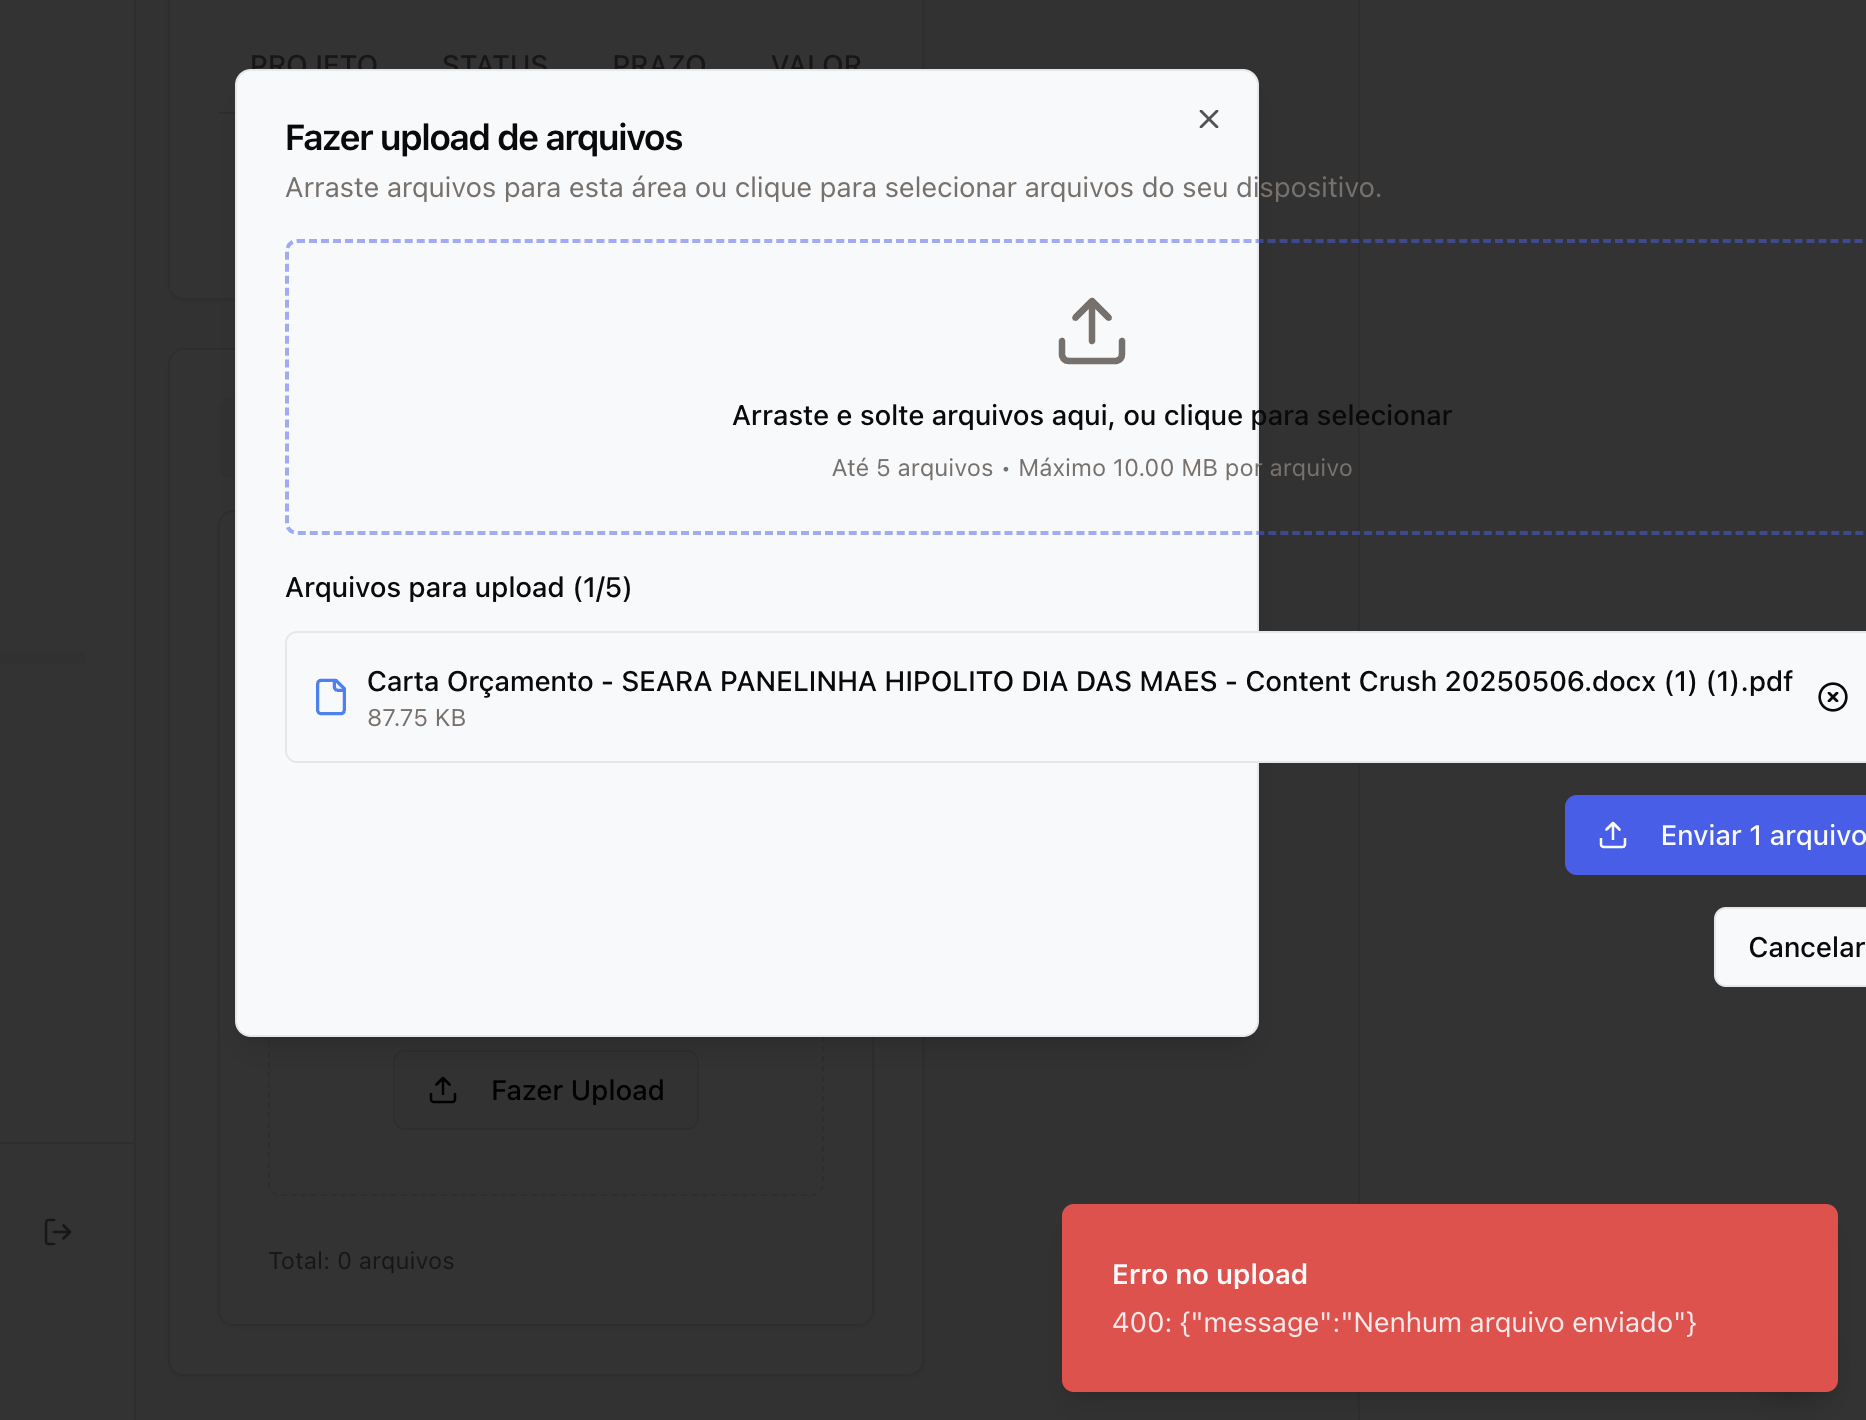 PROJETO STATUS PRAZO VALOR
Fazer upload de arquivos
Arraste arquivos para esta área ou clique para selecionar arquivos do seu dispositivo.
Arraste e solte arquivos aqui, ou clique para selecionar
Até 5 arquivos • Máximo 10.00 MB por arquivo
Arquivos para upload (1/5)
Carta Orçamento - SEARA PANELINHA HIPOLITO DIA DAS MAES - Content Crush 20250506.docx (1) (1).pdf
87.75 KB
Enviar 1 arquivo
Cancelar
Fazer Upload
Total: 0 arquivos
Erro no upload
400: {"message":"Nenhum arquivo enviado"}